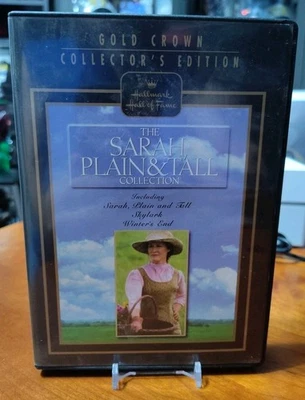 GOLD CROWN
COLLECTOR'S EDITION
Hallmark
Hall of Fame
THE
SARAH,
PLAIN & TALL
COLLECTION
Including
Sarah, Plain and Tall
Skylark
Winter's End